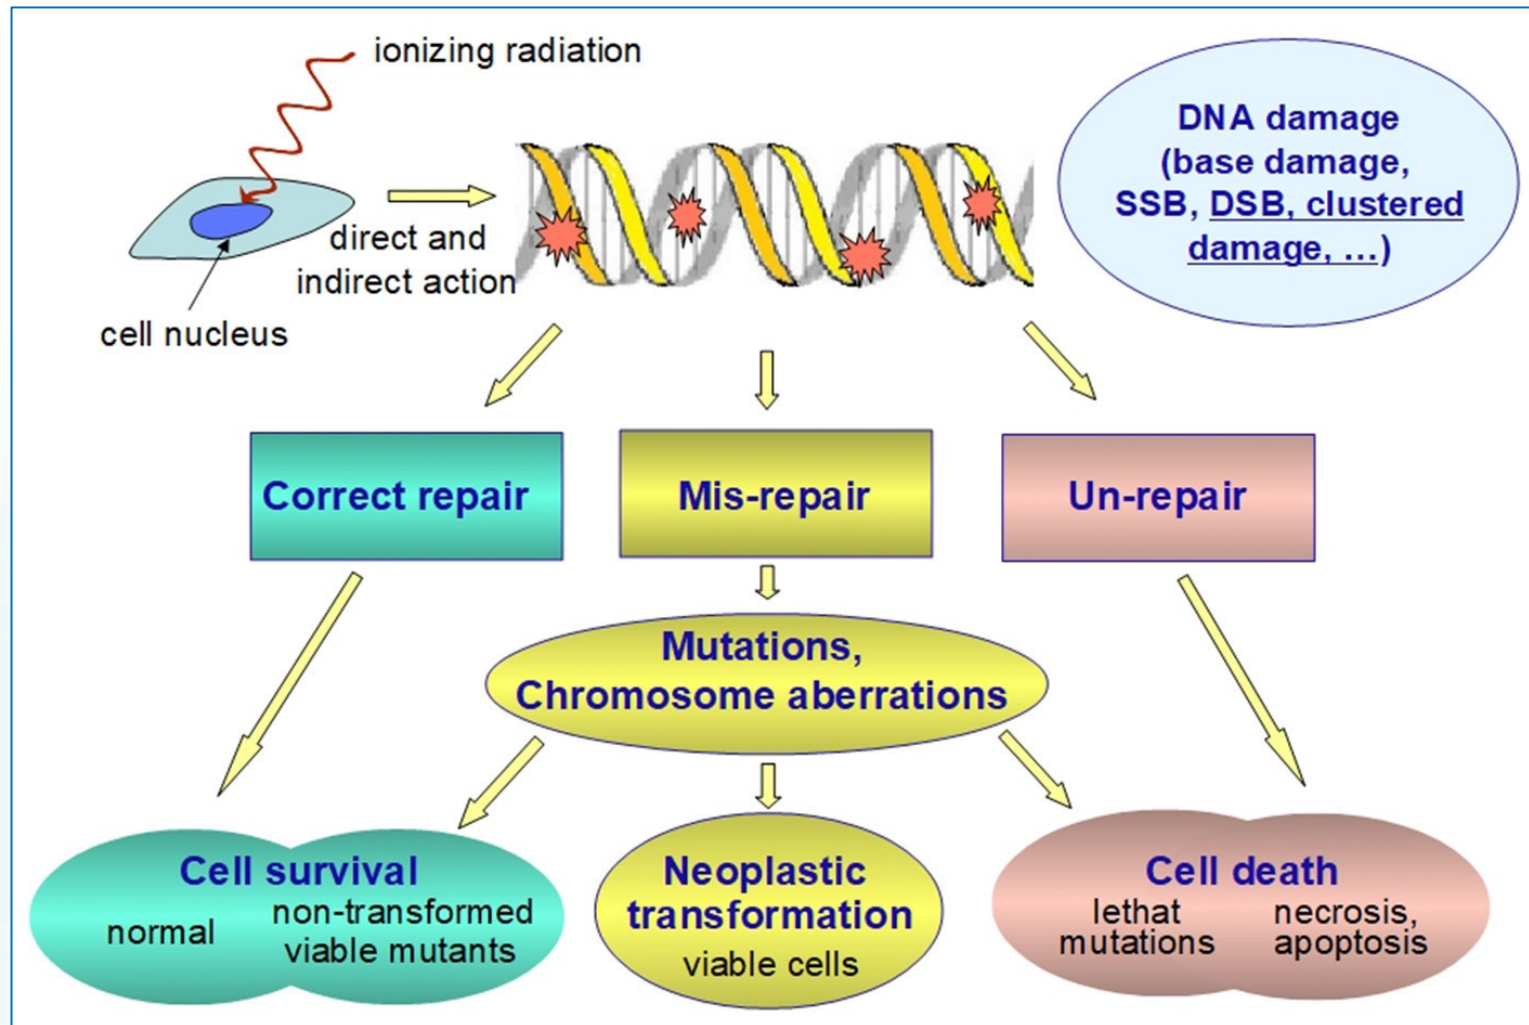 ionizing radiation
direct and
indirect action
cell nucleus
DNA damage
(base damage,
SSB, DSB, clustered
damage, ...)
Correct repair
Mis-repair
Un-repair
Mutations,
Chromosome aberrations
Cell survival
normal
non-transformed
viable mutants
Neoplastic
transformation
viable cells
Cell death
lethat
mutations
necrosis,
apoptosis